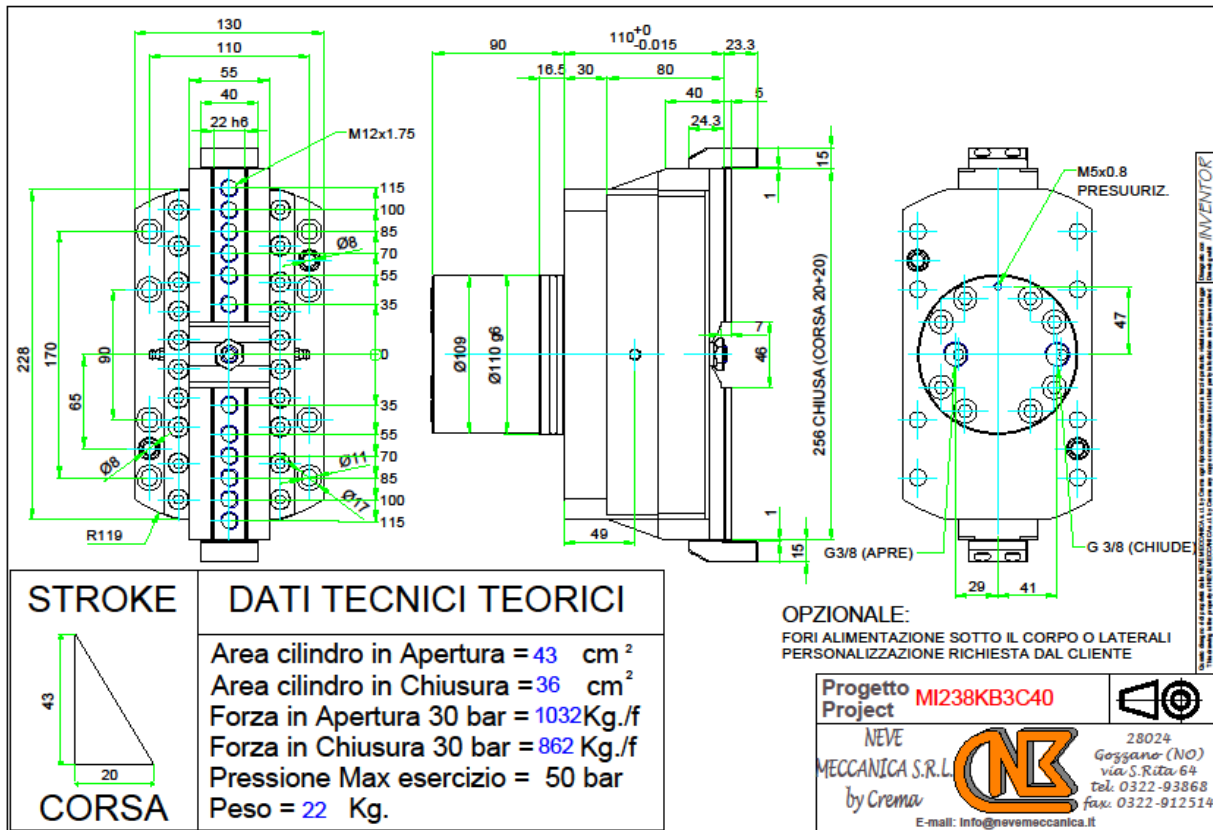 130
110
55
40
22 h6
M12x1.75
115
100
85
70
55
35
0
35
55
70
85
100
115
Ø8
228
170
90
65
Ø8
Ø11
Ø17
R119
90
110 +0 -0.015
23.3
16.5
30
80
40
5
24.3
15
1
Ø109
Ø110 g6
7
46
256 CHIUSA (CORSA 20+20)
49
1
15
M5x0.8
PRESUURIZ.
47
G3/8 (APRE)
G 3/8 (CHIUDE)
29
41
INVENTOR
STROKE
43
20
CORSA
DATI TECNICI TEORICI
Area cilindro in Apertura = 43 cm²
Area cilindro in Chiusura = 36 cm²
Forza in Apertura 30 bar = 1032 Kg./f
Forza in Chiusura 30 bar = 862 Kg./f
Pressione Max esercizio = 50 bar
Peso = 22 Kg.
OPZIONALE:
FORI ALIMENTAZIONE SOTTO IL CORPO O LATERALI
PERSONALIZZAZIONE RICHIESTA DAL CLIENTE
Progetto
Project
MI238KB3C40
NEVE
MECCANICA S.R.L.
by Crema
28024
Gozzano (NO)
via S.Rita 64
tel. 0322-93868
fax. 0322-912514
E-mail: Info@nevemeccanica.it